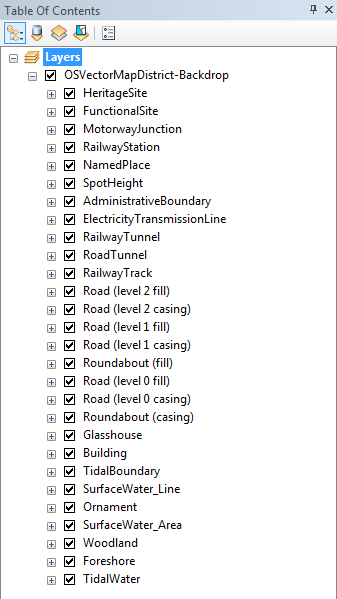 Table Of Contents
Layers
OSVectorMapDistrict-Backdrop
HeritageSite
FunctionalSite
MotorwayJunction
RailwayStation
NamedPlace
SpotHeight
AdministrativeBoundary
ElectricityTransmissionLine
RailwayTunnel
RoadTunnel
RailwayTrack
Road (level 2 fill)
Road (level 2 casing)
Road (level 1 fill)
Road (level 1 casing)
Roundabout (fill)
Road (level 0 fill)
Road (level 0 casing)
Roundabout (casing)
Glasshouse
Building
TidalBoundary
SurfaceWater_Line
Ornament
SurfaceWater_Area
Woodland
Foreshore
TidalWater